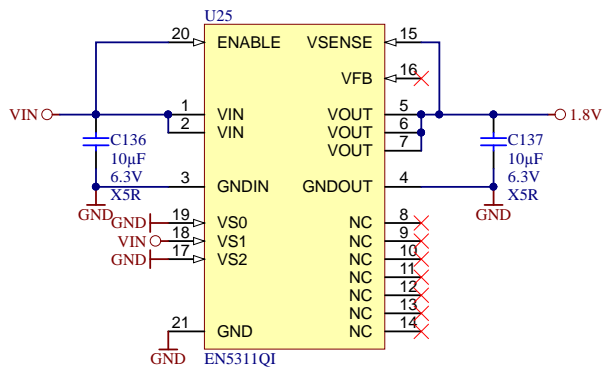 U25
20 ENABLE VSENSE 15
VFB 16
VIN 1 VIN VOUT 5 1.8V
2 VIN VOUT 6
VOUT 7
C136 C137
10µF 10µF
6.3V 6.3V
X5R X5R
3 GNDIN GNDOUT 4
GND GND
GND 19 VS0 NC 8
VIN 18 VS1 NC 9
GND 17 VS2 NC 10
NC 11
NC 12
NC 13
21 GND NC 14
GND
EN5311QI